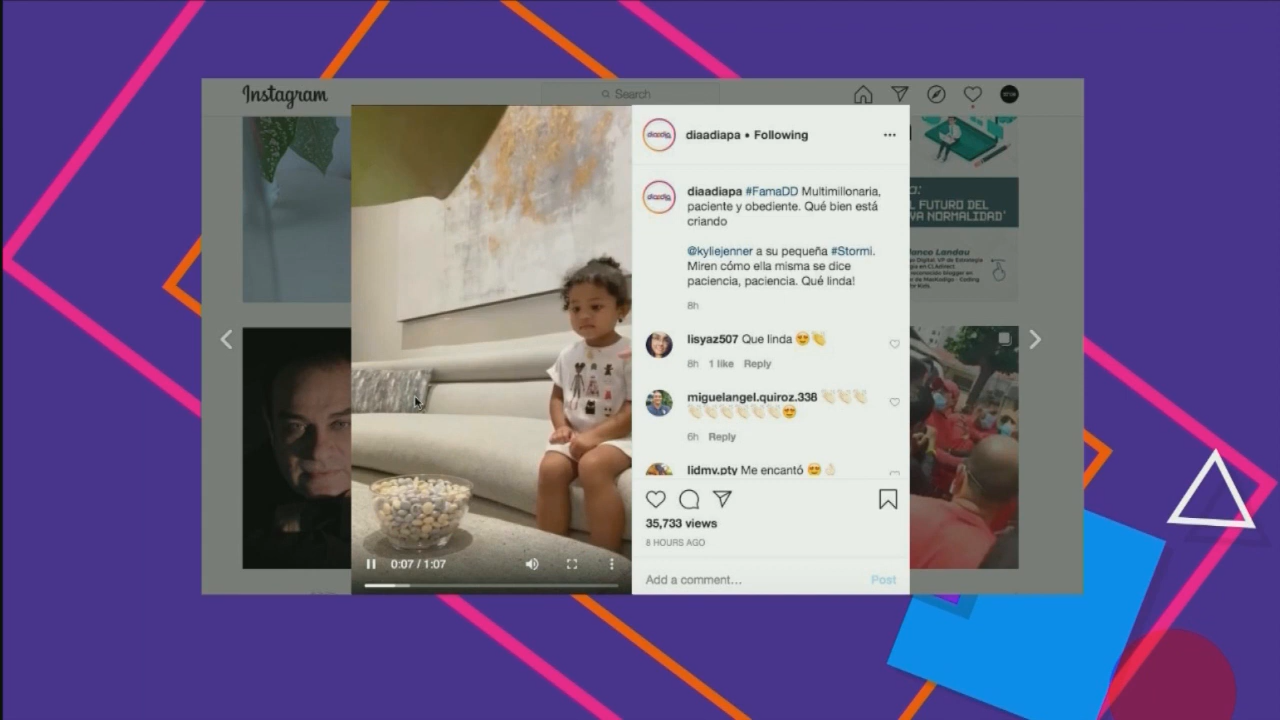 Instagram
Search
diaadiapa • Following
diaadiapa #FamaDD Multimillonaria,
paciente y obediente. Qué bien está
criando
@kyliejenner a su pequeña #Stormi.
Miren cómo ella misma se dice
paciencia, paciencia. Qué linda!
8h
lisyaz507 Que linda 😍👏
8h 1 like Reply
miguelangel.quiroz.338 👏🏻👏🏻👏🏻
👏🏻👏🏻👏🏻👏🏻👏🏻👏🏻😍
6h Reply
lidmv.pty Me encantó 😍👌🏻
35,733 views
8 HOURS AGO
Add a comment...
Post
0:07 / 1:07
L FUTURO DEL
VA NORMALIDAD'
anco Landau